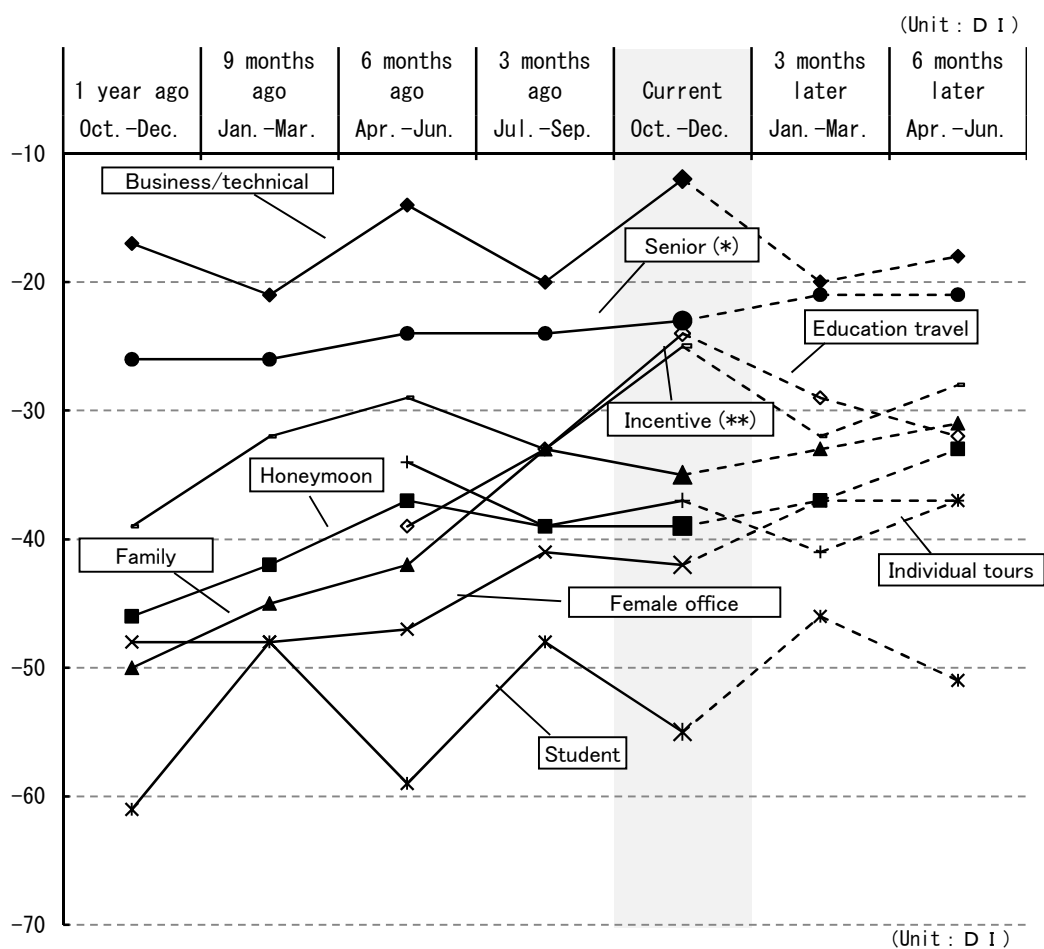 (Unit : ＤＩ)
1 year ago
Oct.-Dec.
9 months
ago
Jan.-Mar.
6 months
ago
Apr.-Jun.
3 months
ago
Jul.-Sep.
Current
Oct.-Dec.
3 months
later
Jan.-Mar.
6 months
later
Apr.-Jun.
-10
Business/technical
Senior (*)
-20
Education travel
-30
Incentive (**)
Honeymoon
-40
Family
Individual tours
Female office
-50
Student
-60
-70
(Unit : ＤＩ)